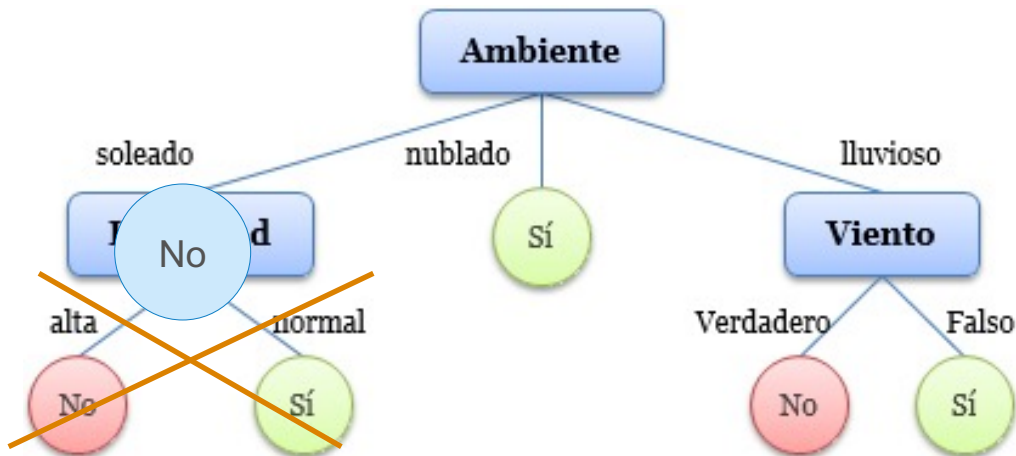 Ambiente
soleado
nublado
lluvioso
No
Sí
Viento
alta
normal
Verdadero
Falso
No
Sí
No
Sí